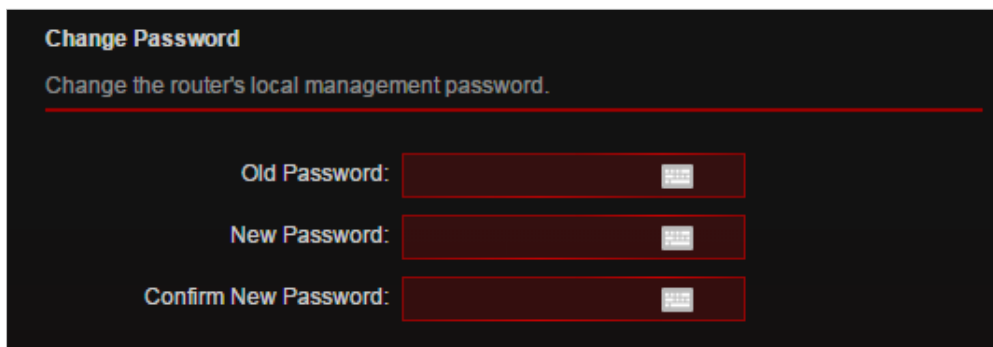 Change Password
Change the router's local management password.
Old Password:
New Password:
Confirm New Password: